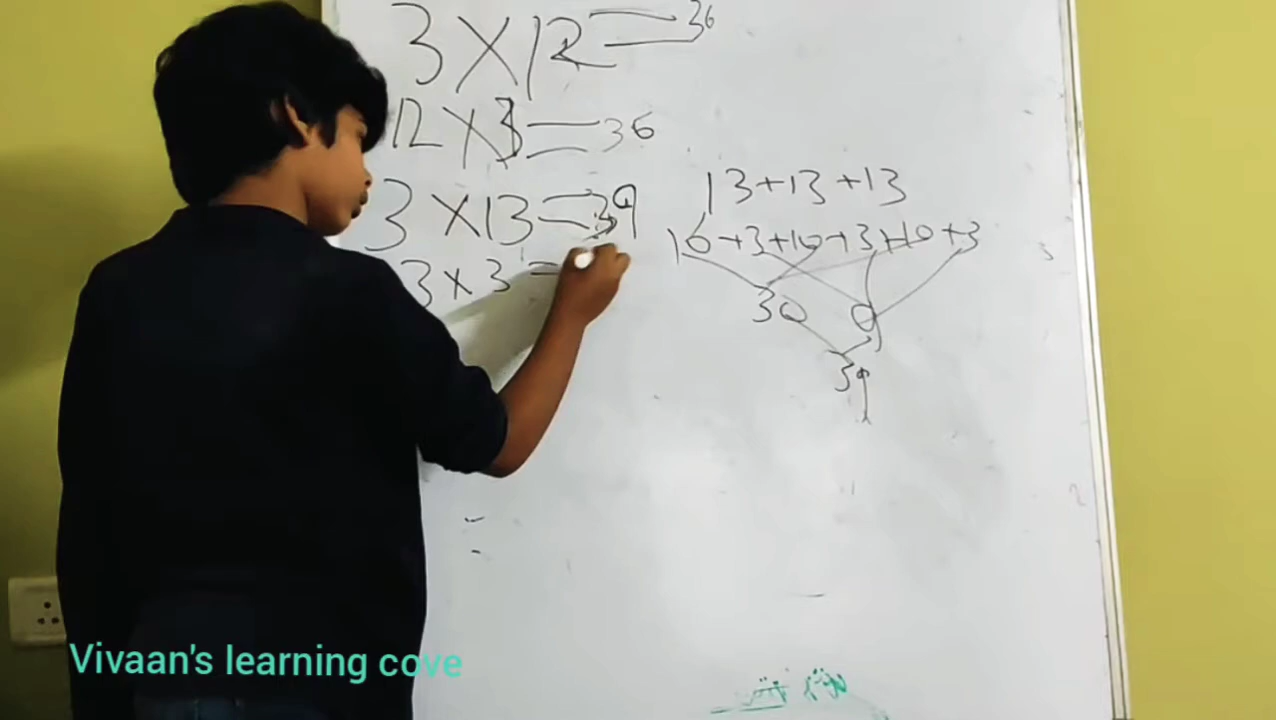 3 × 12 = 36
12 × 3 = 36
3 × 13 = 39
3 × 3 =
13 + 13 + 13
10 + 3 + 10 + 3 + 10 + 3
30 9
39
Vivaan's learning cove